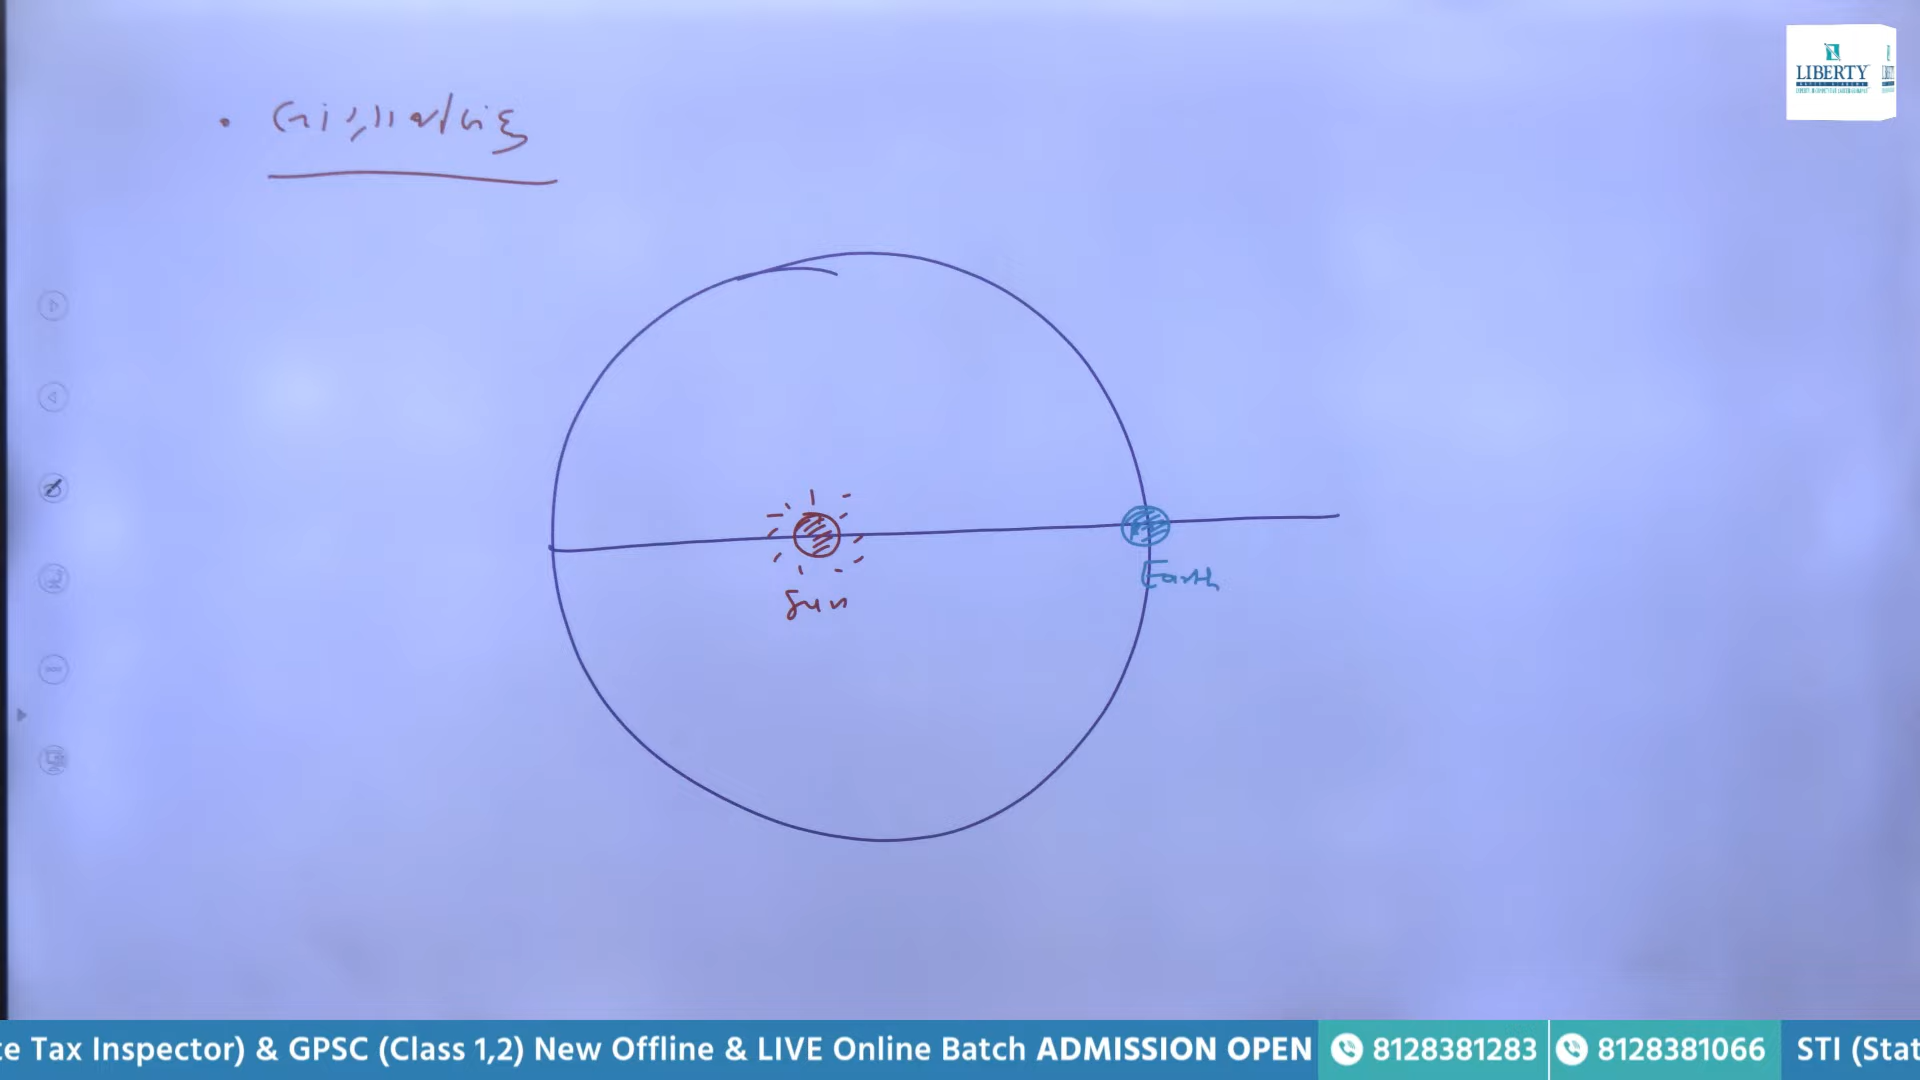 LIBERTY
Sun
Earth
te Tax Inspector) & GPSC (Class 1,2) New Offline & LIVE Online Batch ADMISSION OPEN 8128381283 8128381066 STI (Stat